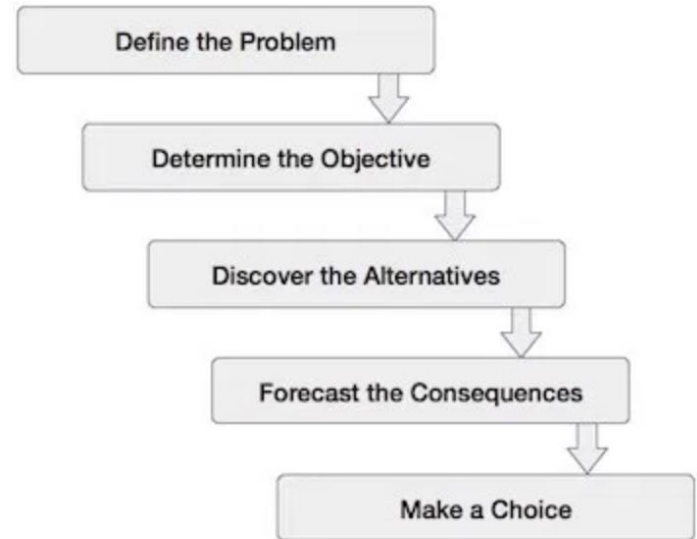 Define the Problem
Determine the Objective
Discover the Alternatives
Forecast the Consequences
Make a Choice